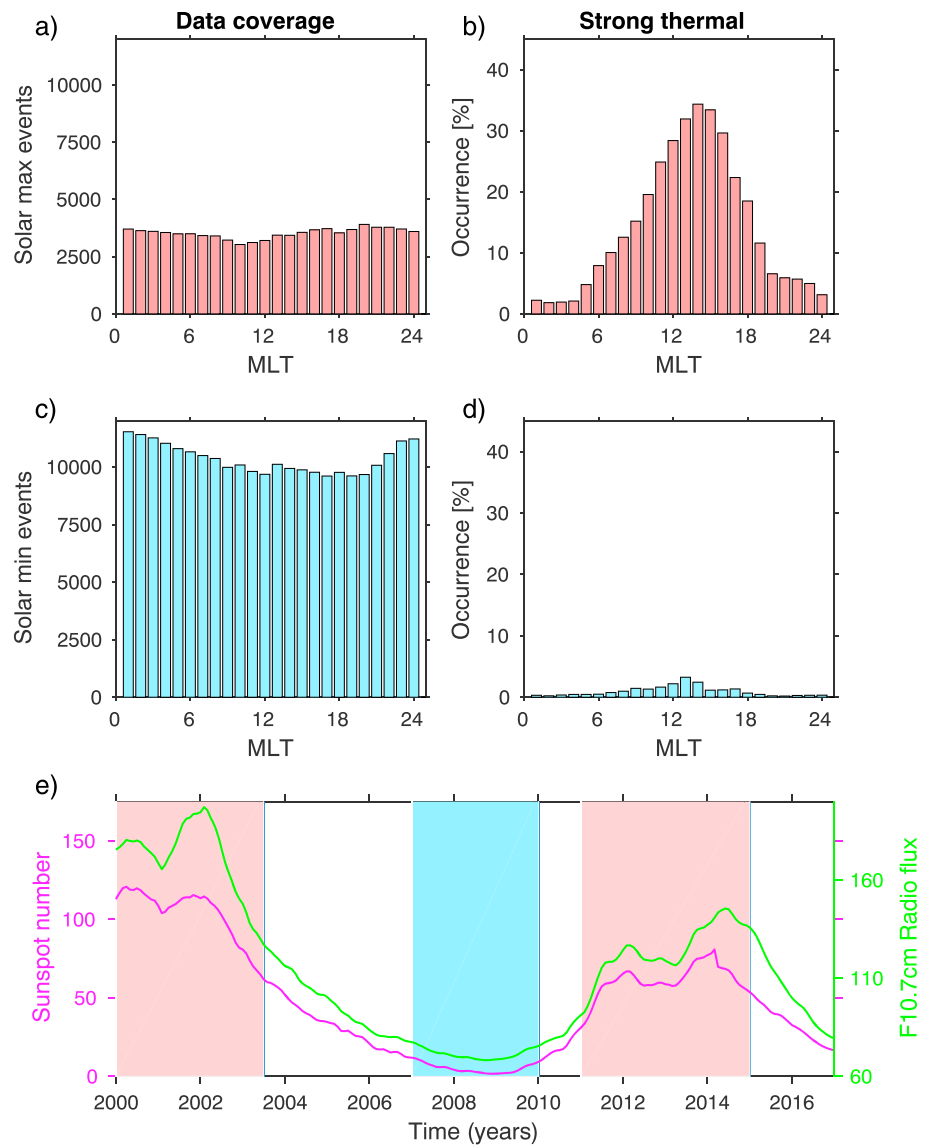 a) Data coverage
b) Strong thermal
Solar max events
10000
7500
5000
2500
0
0 6 12 18 24
MLT
Occurrence [%]
40
30
20
10
0
0 6 12 18 24
MLT
c)
Solar min events
10000
7500
5000
2500
0
0 6 12 18 24
MLT
d)
Occurrence [%]
40
30
20
10
0
0 6 12 18 24
MLT
e)
Sunspot number
150
100
50
0
F10.7cm Radio flux
160
110
60
2000 2002 2004 2006 2008 2010 2012 2014 2016
Time (years)